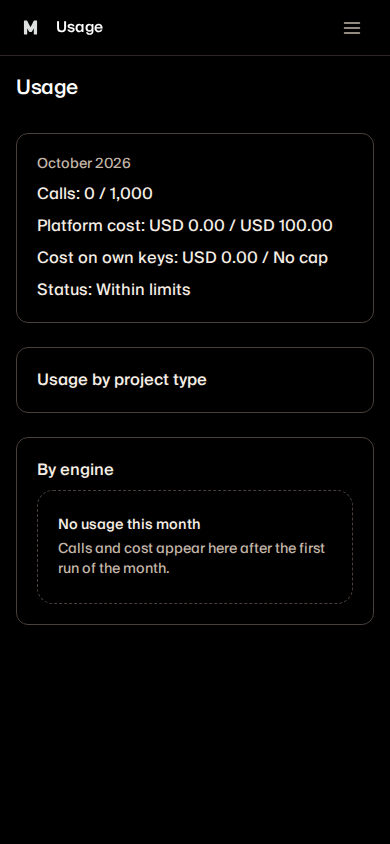 M Usage
Usage
October 2026
Calls: 0 / 1,000
Platform cost: USD 0.00 / USD 100.00
Cost on own keys: USD 0.00 / No cap
Status: Within limits
Usage by project type
By engine
No usage this month
Calls and cost appear here after the first
run of the month.